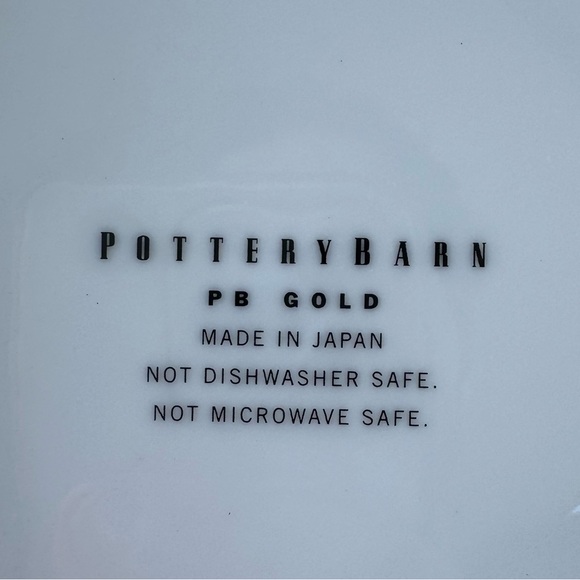 POTTERYBARN
PB GOLD
MADE IN JAPAN
NOT DISHWASHER SAFE.
NOT MICROWAVE SAFE.